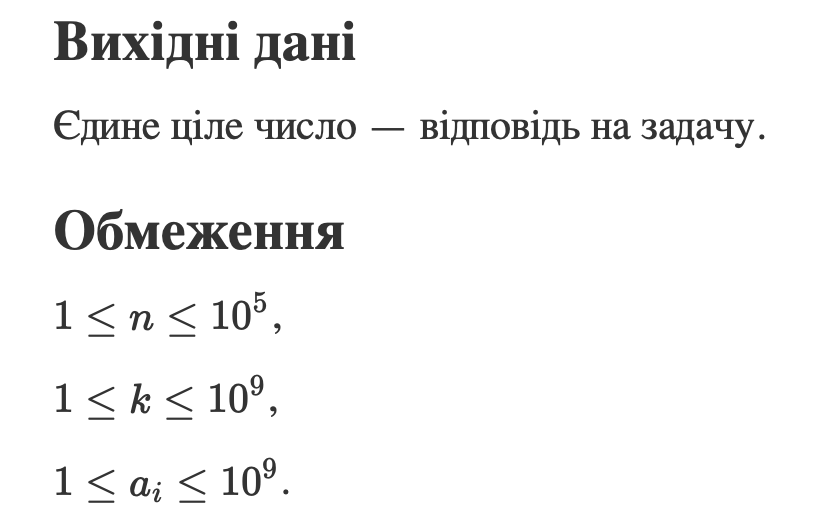 Вихідні дані
Єдине ціле число — відповідь на задачу.
Обмеження
1 ≤ n ≤ 10⁵,
1 ≤ k ≤ 10⁹,
1 ≤ aᵢ ≤ 10⁹.